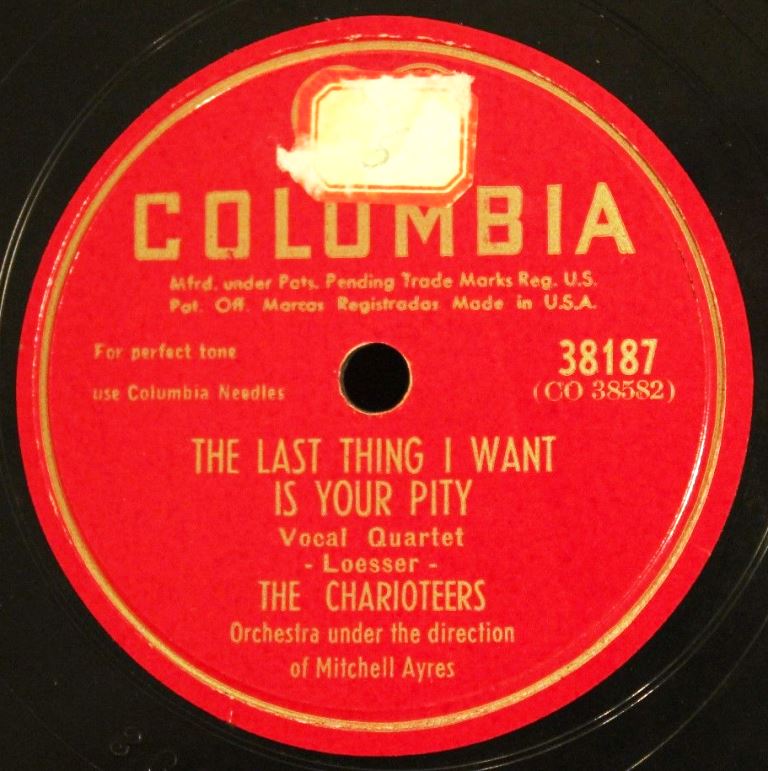 COLUMBIA
Mfrd. under Pats. Pending Trade Marks Reg. U.S.
Pat. Off. Marcas Registradas Made in U.S.A.
For perfect tone
use Columbia Needles
38187
(CO 38582)
THE LAST THING I WANT
IS YOUR PITY
Vocal Quartet
- Loesser -
THE CHARIOTEERS
Orchestra under the direction
of Mitchell Ayres